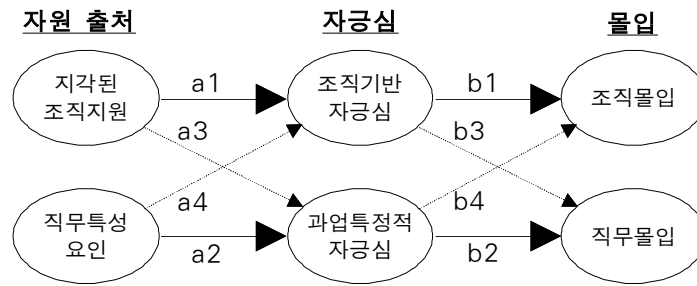 자원 출처 자긍심 몰입
지각된
조직지원
a1
조직기반
자긍심
b1
조직몰입
a3
b3
a4
b4
직무특성
요인
a2
과업특정적
자긍심
b2
직무몰입